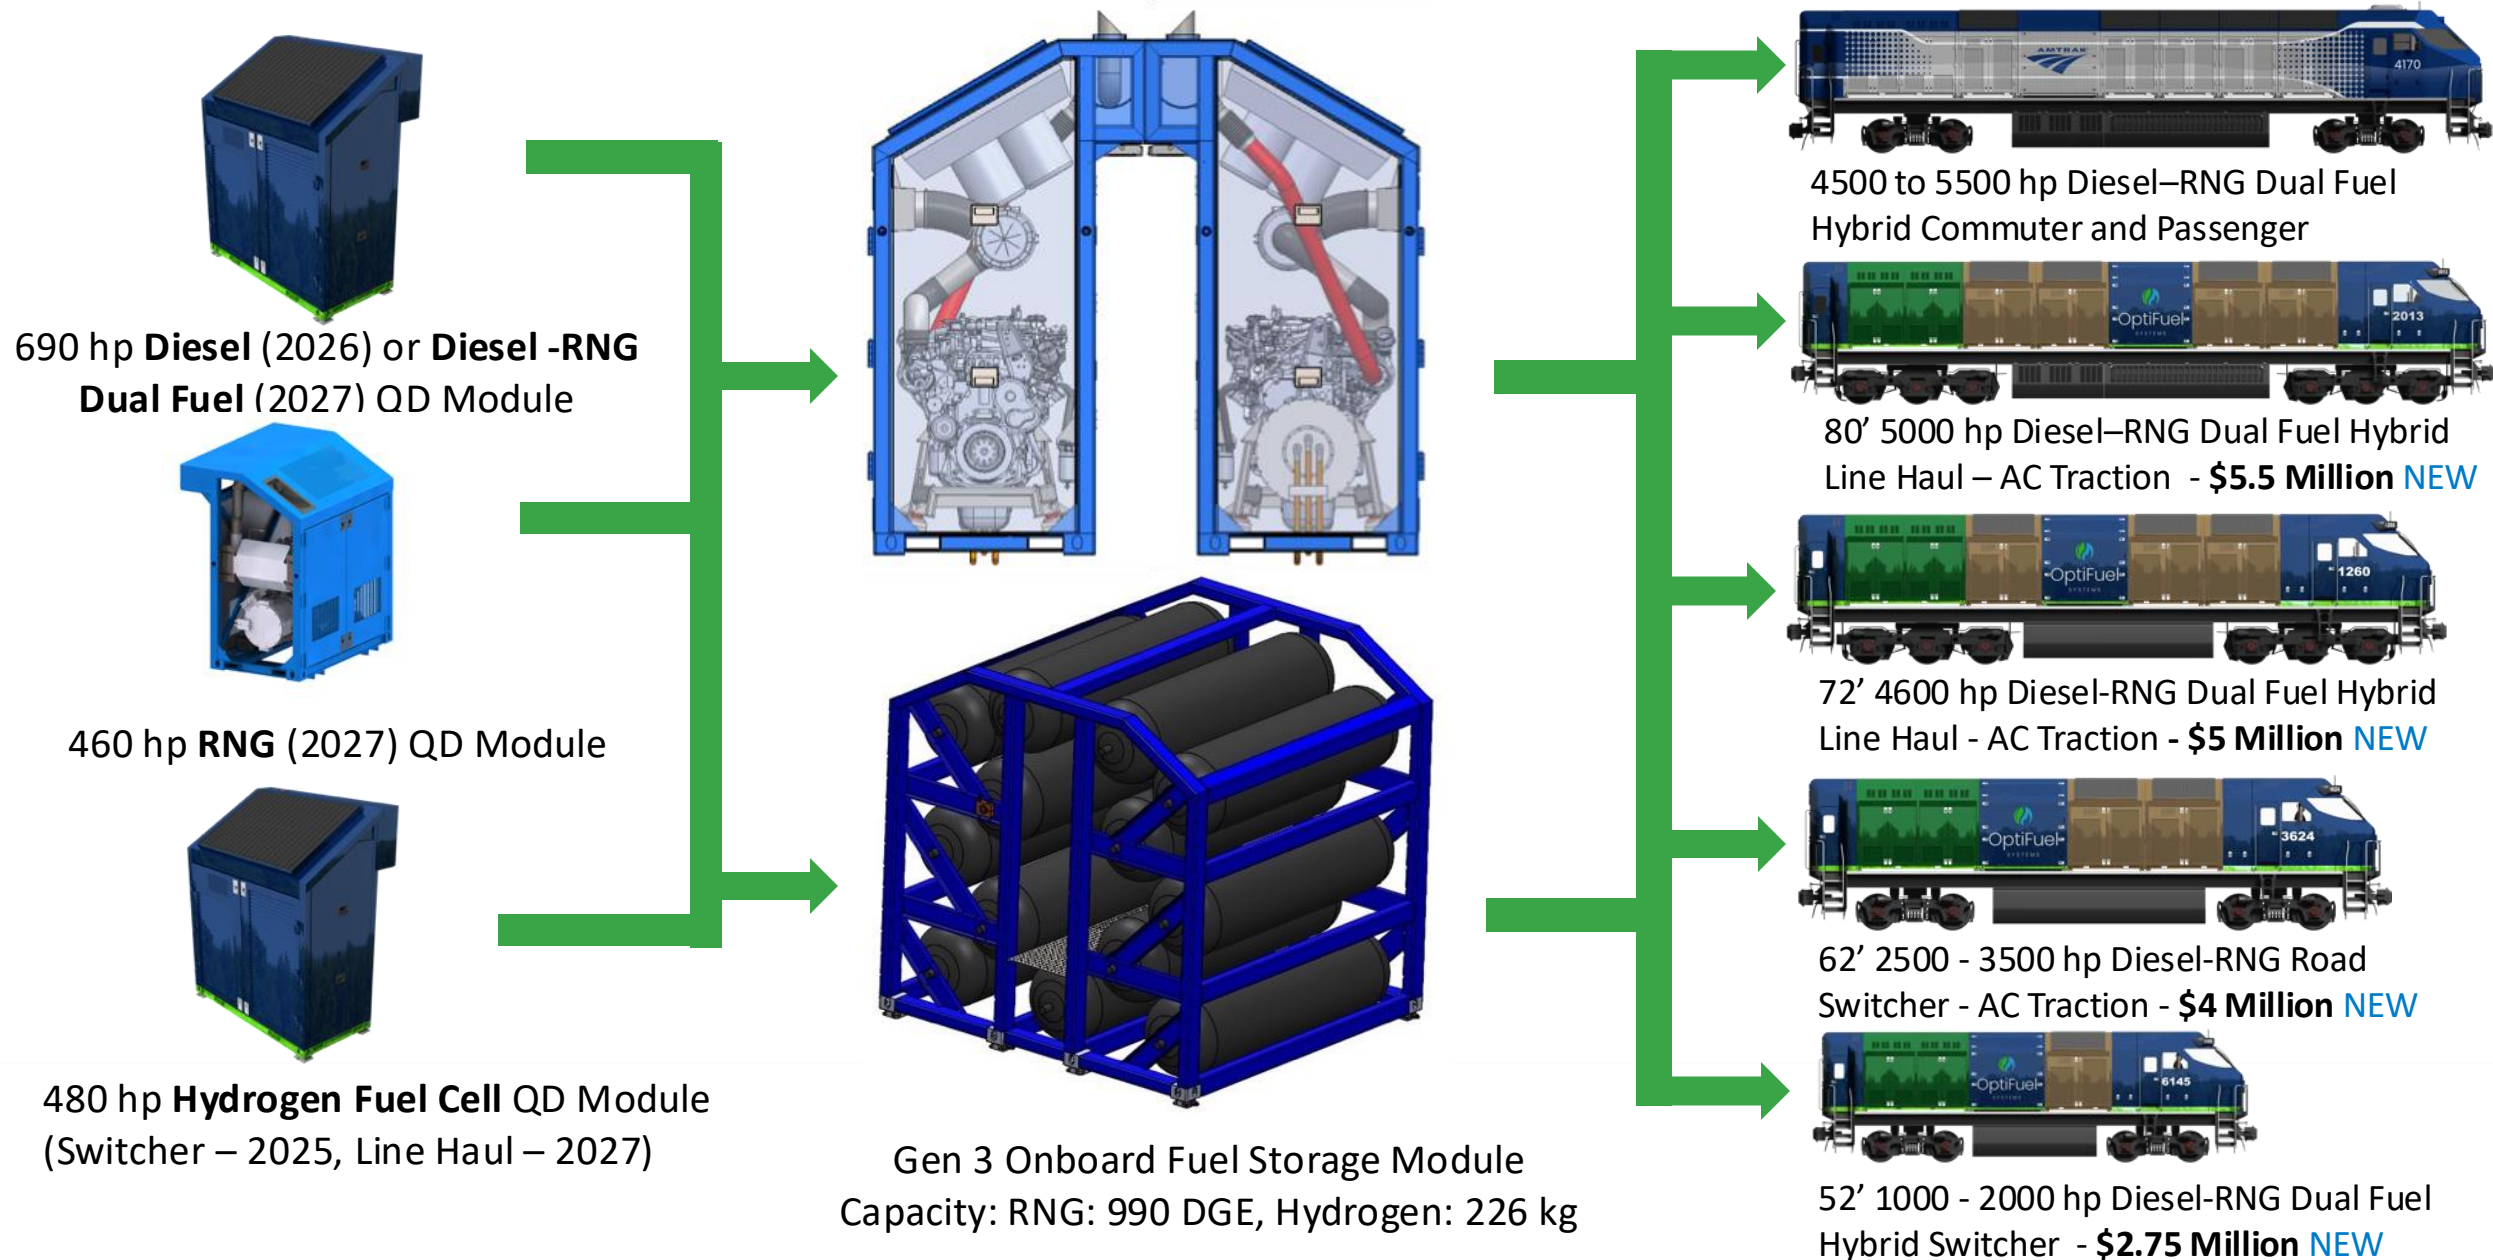 690 hp Diesel (2026) or Diesel -RNG
Dual Fuel (2027) QD Module
460 hp RNG (2027) QD Module
480 hp Hydrogen Fuel Cell QD Module
(Switcher – 2025, Line Haul – 2027)
Gen 3 Onboard Fuel Storage Module
Capacity: RNG: 990 DGE, Hydrogen: 226 kg
AMTRAK
4170
4500 to 5500 hp Diesel–RNG Dual Fuel
Hybrid Commuter and Passenger
OptiFuel
SYSTEMS
2013
80’ 5000 hp Diesel–RNG Dual Fuel Hybrid
Line Haul – AC Traction - $5.5 Million NEW
OptiFuel
SYSTEMS
1260
72’ 4600 hp Diesel-RNG Dual Fuel Hybrid
Line Haul - AC Traction - $5 Million NEW
OptiFuel
SYSTEMS
3624
62’ 2500 - 3500 hp Diesel-RNG Road
Switcher - AC Traction - $4 Million NEW
OptiFuel
SYSTEMS
6145
52’ 1000 - 2000 hp Diesel-RNG Dual Fuel
Hybrid Switcher - $2.75 Million NEW